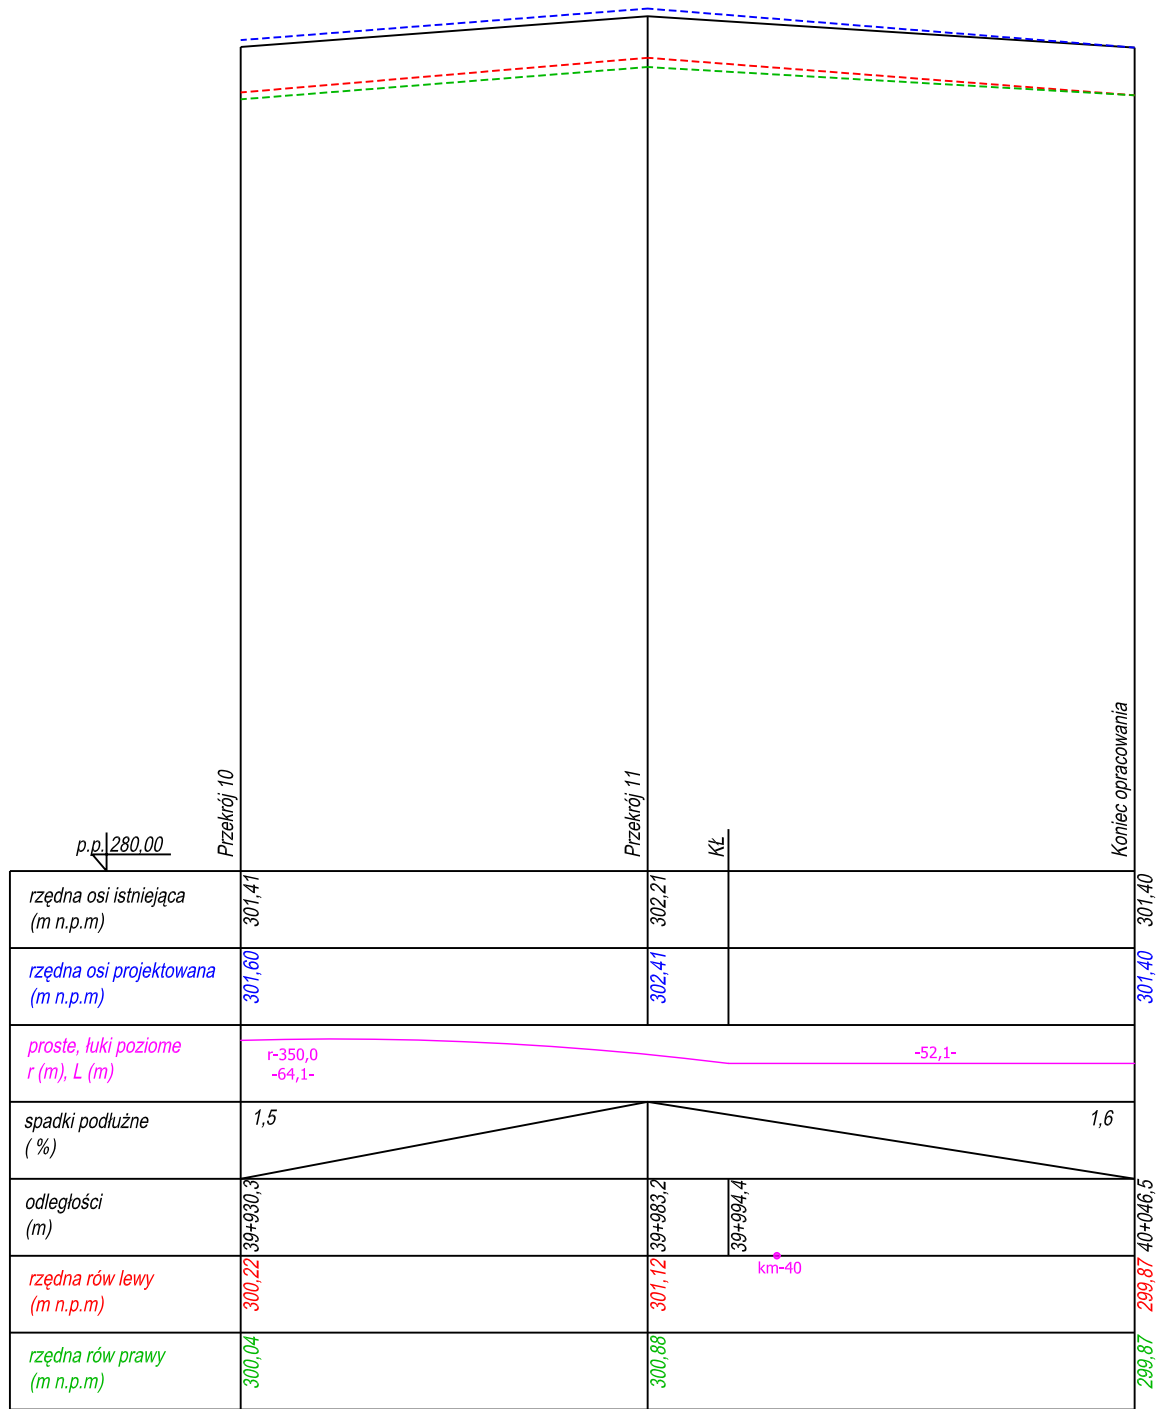 Przekrój 10
Przekrój 11
KŁ
Koniec opracowania
p.p. 280,00
rzędna osi istniejąca
(m n.p.m)
301,41
302,21
301,40
rzędna osi projektowana
(m n.p.m)
301,60
302,41
301,40
proste, łuki poziome
r (m), L (m)
r-350,0
-64,1-
-52,1-
spadki podłużne
( %)
1,5
1,6
odległości
(m)
39+930,3
39+983,2
39+994,4
40+046,5
km-40
rzędna rów lewy
(m n.p.m)
300,22
301,12
299,87
rzędna rów prawy
(m n.p.m)
300,04
300,88
299,87